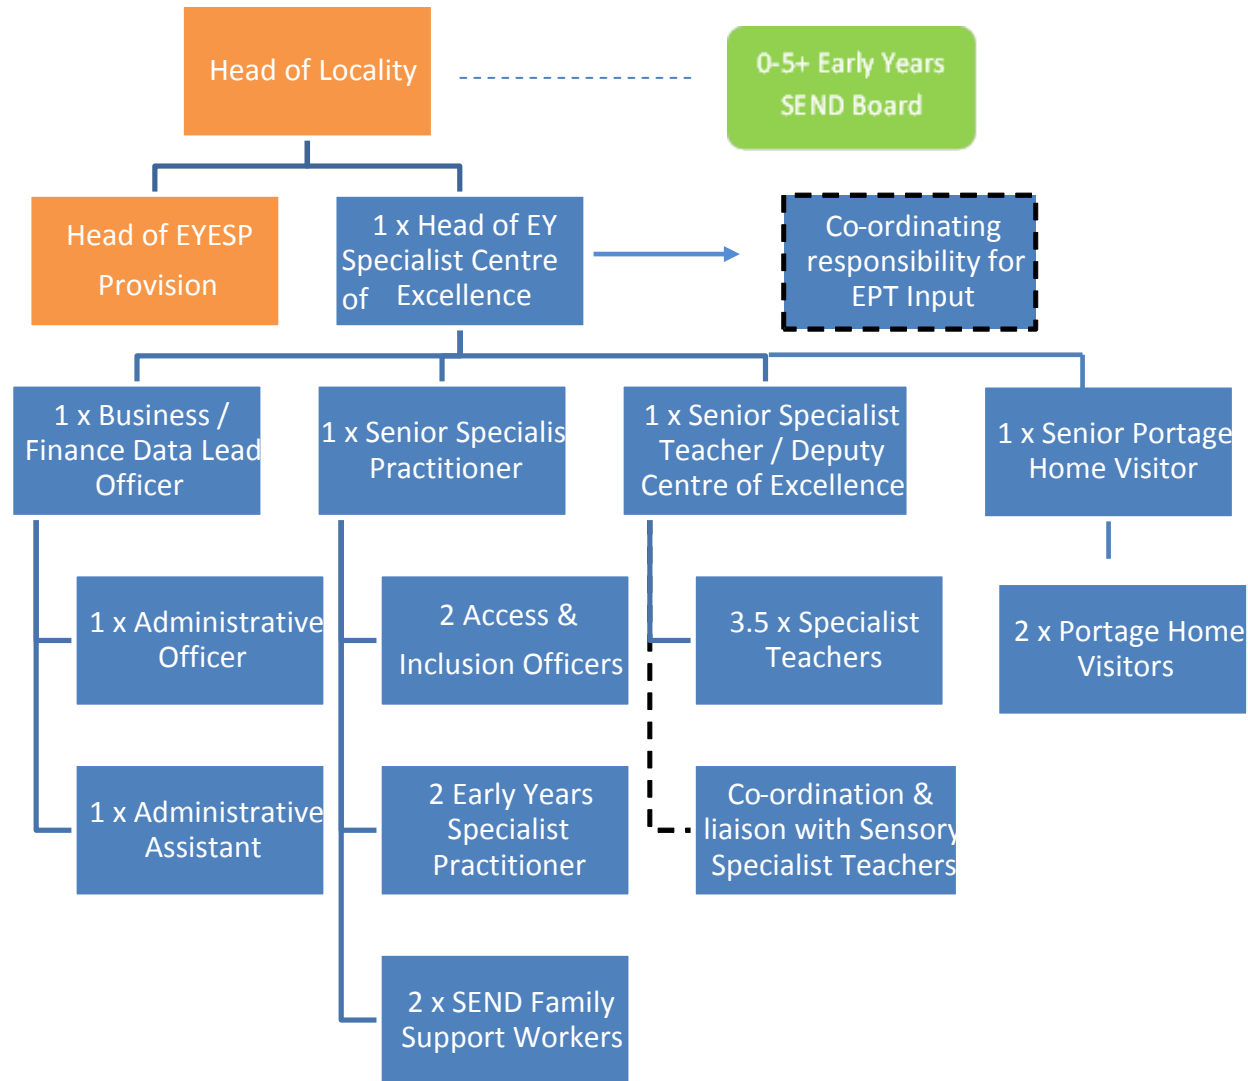 Head of Locality
0-5+ Early Years
SEND Board
Head of EYESP
Provision
1 x Head of EY
Specialist Centre
of Excellence
Co-ordinating
responsibility for
EPT Input
1 x Business /
Finance Data Lead
Officer
1 x Senior Specialis
Practitioner
1 x Senior Specialist
Teacher / Deputy
Centre of Excellence
1 x Senior Portage
Home Visitor
1 x Administrative
Officer
2 Access &
Inclusion Officers
3.5 x Specialist
Teachers
2 x Portage Home
Visitors
1 x Administrative
Assistant
2 Early Years
Specialist
Practitioner
Co-ordination &
liaison with Sensory
Specialist Teachers
2 x SEND Family
Support Workers